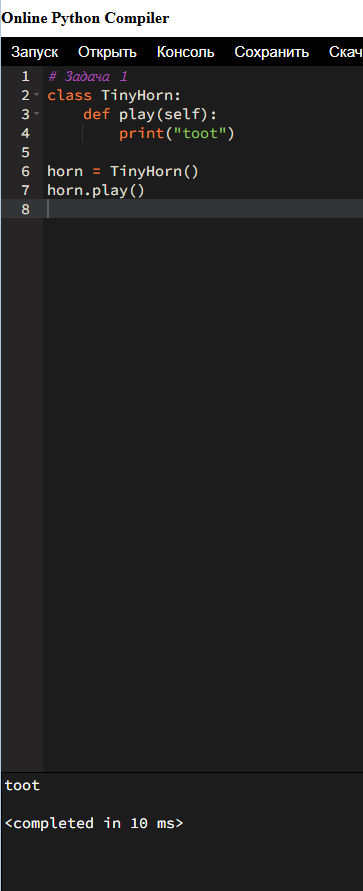 Online Python Compiler
Запуск Открыть Консоль Сохранить Скач
1 # Задача 1
2 class TinyHorn:
3     def play(self):
4         print("toot")
5
6 horn = TinyHorn()
7 horn.play()
8
toot
<completed in 10 ms>